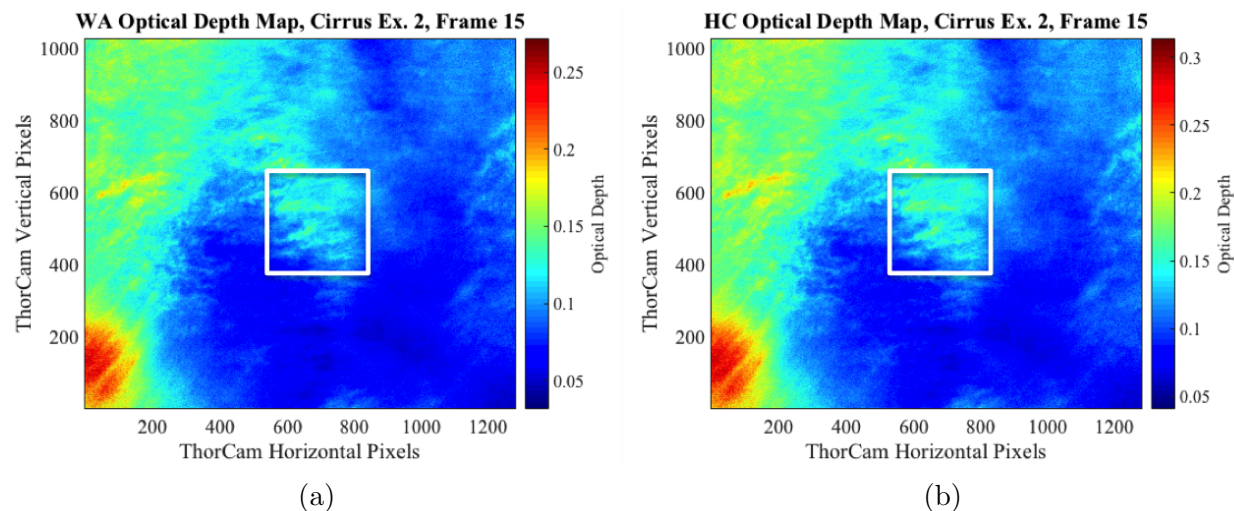 WA Optical Depth Map, Cirrus Ex. 2, Frame 15
1000
800
600
400
200
ThorCam Vertical Pixels
200 400 600 800 1000 1200
ThorCam Horizontal Pixels
0.25
0.2
0.15
0.1
0.05
Optical Depth
(a)
HC Optical Depth Map, Cirrus Ex. 2, Frame 15
1000
800
600
400
200
ThorCam Vertical Pixels
200 400 600 800 1000 1200
ThorCam Horizontal Pixels
0.3
0.25
0.2
0.15
0.1
0.05
Optical Depth
(b)